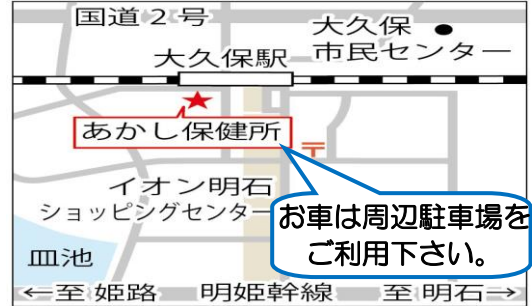 国道2号
大久保
市民センター
大久保駅
あかし保健所
〒
イオン明石
ショッピングセンター
お車は周辺駐車場を
ご利用下さい。
皿池
←至 姫路
明姫幹線
至 明石→